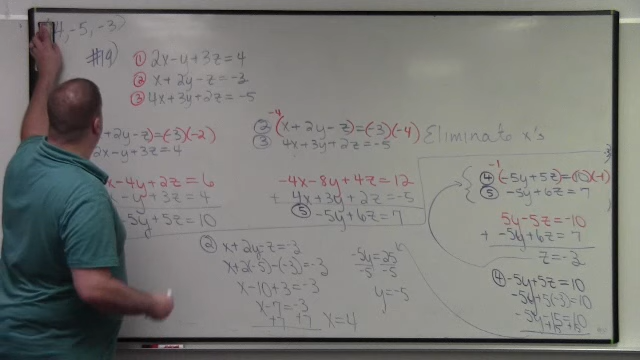 (4, -5, -3)
#19)
① 2x-y+3z=4
② x+2y-z=-3
③ 4x+3y+2z=-5
+2y-z)=(-3)(-2)
2x-y+3z=4
x-4y+2z=6
-y+3z=4
-5y+5z=10
-4
② (x+2y-z)=(-3)(-4)
③ 4x+3y+2z=-5
-4x-8y+4z=12
+ 4x+3y+2z=-5
⑤ -5y+6z=7
Eliminate x's
-1
④ (-5y+5z)=(10)(-1)
⑤ -5y+6z=7
5y-5z=-10
+ -5y+6z=7
z=-3
④ -5y+5z=10
-5y+5(-3)=10
-5y-15=10
+15 +15
-5y=25
-5 -5
y=-5
② x+2y-z=-3
x+2(-5)-(-3)=-3
x-10+3=-3
x-7=-3
+7 +7
x=4